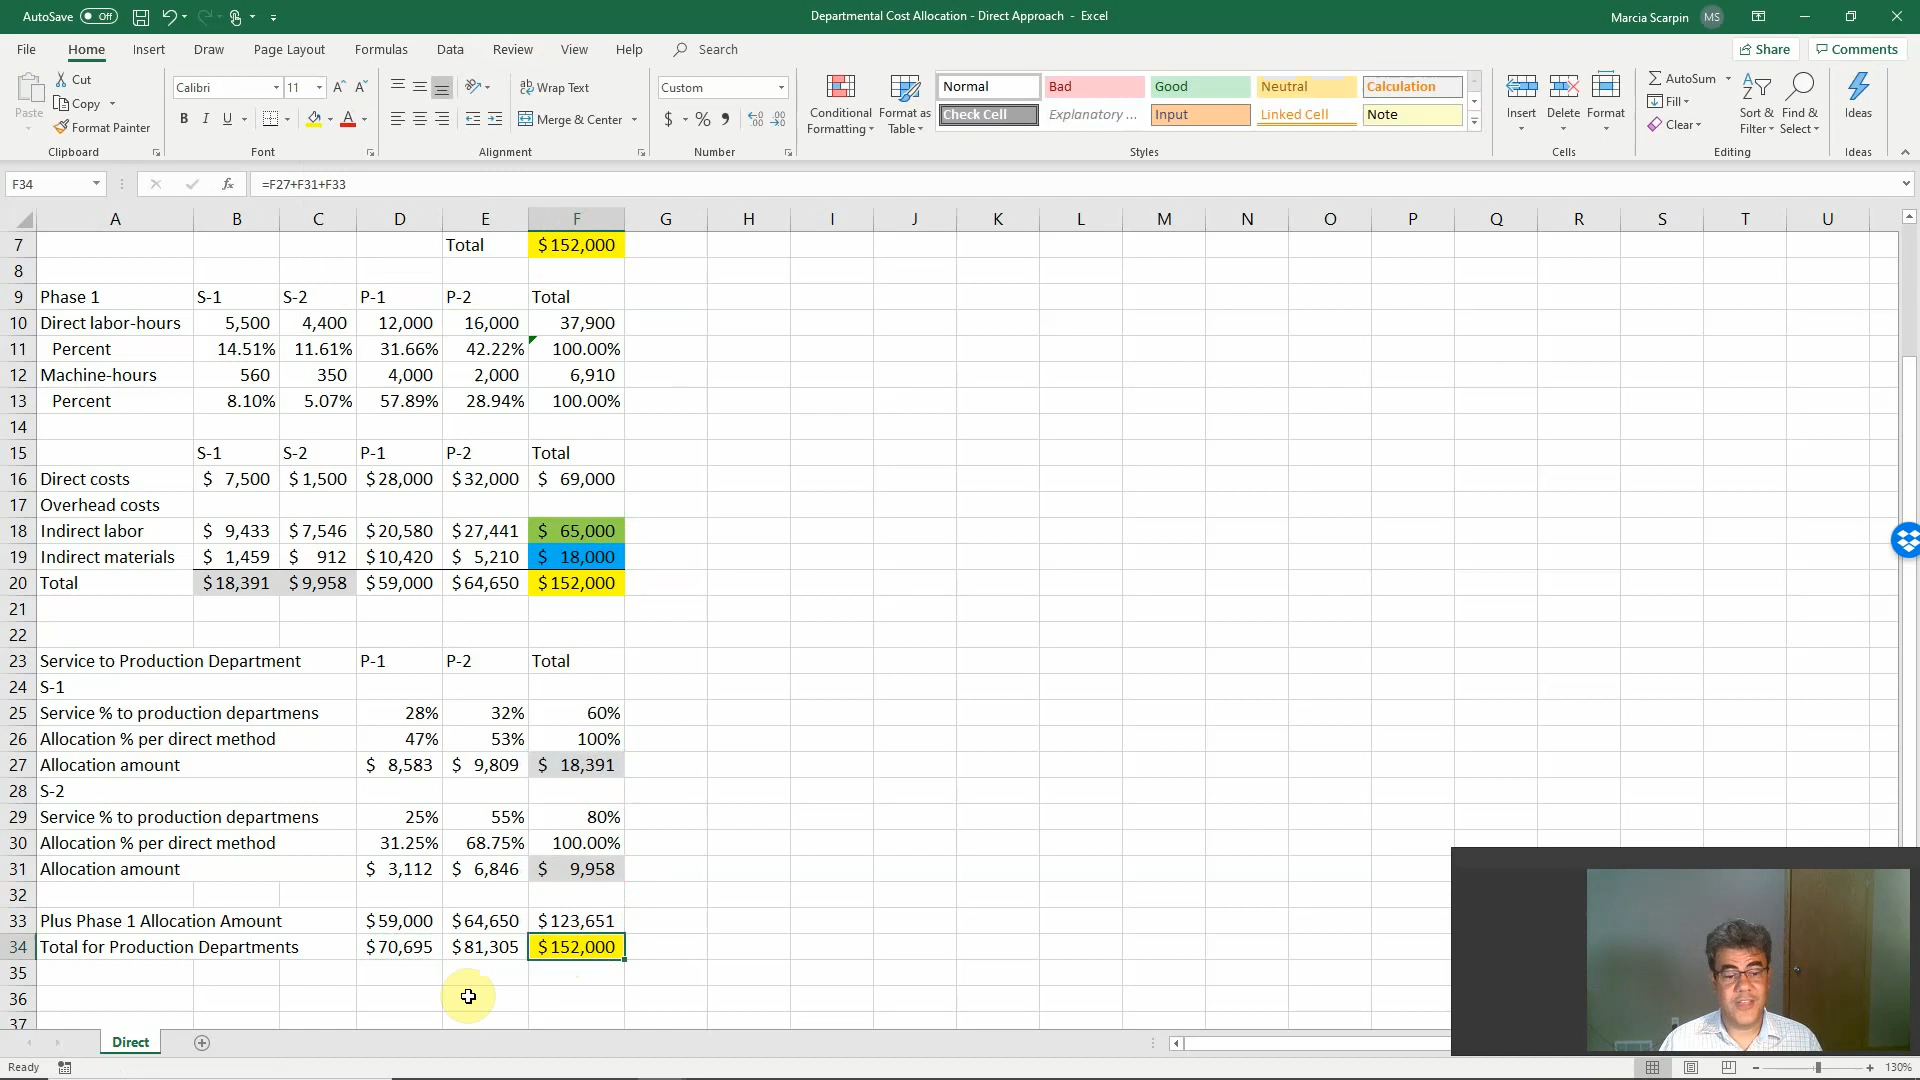 AutoSave Off Departmental Cost Allocation - Direct Approach - Excel Marcia Scarpin MS
File Home Insert Draw Page Layout Formulas Data Review View Help Search Share Comments
Paste Cut Copy Format Painter Clipboard
Calibri 11 B I U A Font
Wrap Text Merge & Center Alignment
Custom $ % Number
Conditional Formatting Format as Table
Normal Bad Good Neutral Calculation
Check Cell Explanatory ... Input Linked Cell Note
Styles
Insert Delete Format Cells
AutoSum Fill Clear Sort & Filter Find & Select Editing
Ideas Ideas
F34 fx =F27+F31+F33
A B C D E F G H I J K L M N O P Q R S T U
7 Total $152,000
8
9 Phase 1 S-1 S-2 P-1 P-2 Total
10 Direct labor-hours 5,500 4,400 12,000 16,000 37,900
11 Percent 14.51% 11.61% 31.66% 42.22% 100.00%
12 Machine-hours 560 350 4,000 2,000 6,910
13 Percent 8.10% 5.07% 57.89% 28.94% 100.00%
14
15 S-1 S-2 P-1 P-2 Total
16 Direct costs $ 7,500 $1,500 $28,000 $32,000 $ 69,000
17 Overhead costs
18 Indirect labor $ 9,433 $7,546 $20,580 $27,441 $ 65,000
19 Indirect materials $ 1,459 $ 912 $10,420 $ 5,210 $ 18,000
20 Total $18,391 $9,958 $59,000 $64,650 $152,000
21
22
23 Service to Production Department P-1 P-2 Total
24 S-1
25 Service % to production departmens 28% 32% 60%
26 Allocation % per direct method 47% 53% 100%
27 Allocation amount $ 8,583 $ 9,809 $ 18,391
28 S-2
29 Service % to production departmens 25% 55% 80%
30 Allocation % per direct method 31.25% 68.75% 100.00%
31 Allocation amount $ 3,112 $ 6,846 $ 9,958
32
33 Plus Phase 1 Allocation Amount $59,000 $64,650 $123,651
34 Total for Production Departments $70,695 $81,305 $152,000
35
36
37
Direct
Ready 130%